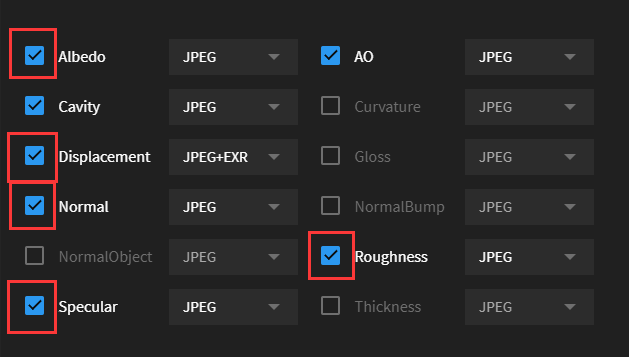 Albedo JPEG AO JPEG
Cavity JPEG Curvature JPEG
Displacement JPEG+EXR Gloss JPEG
Normal JPEG NormalBump JPEG
NormalObject JPEG Roughness JPEG
Specular JPEG Thickness JPEG